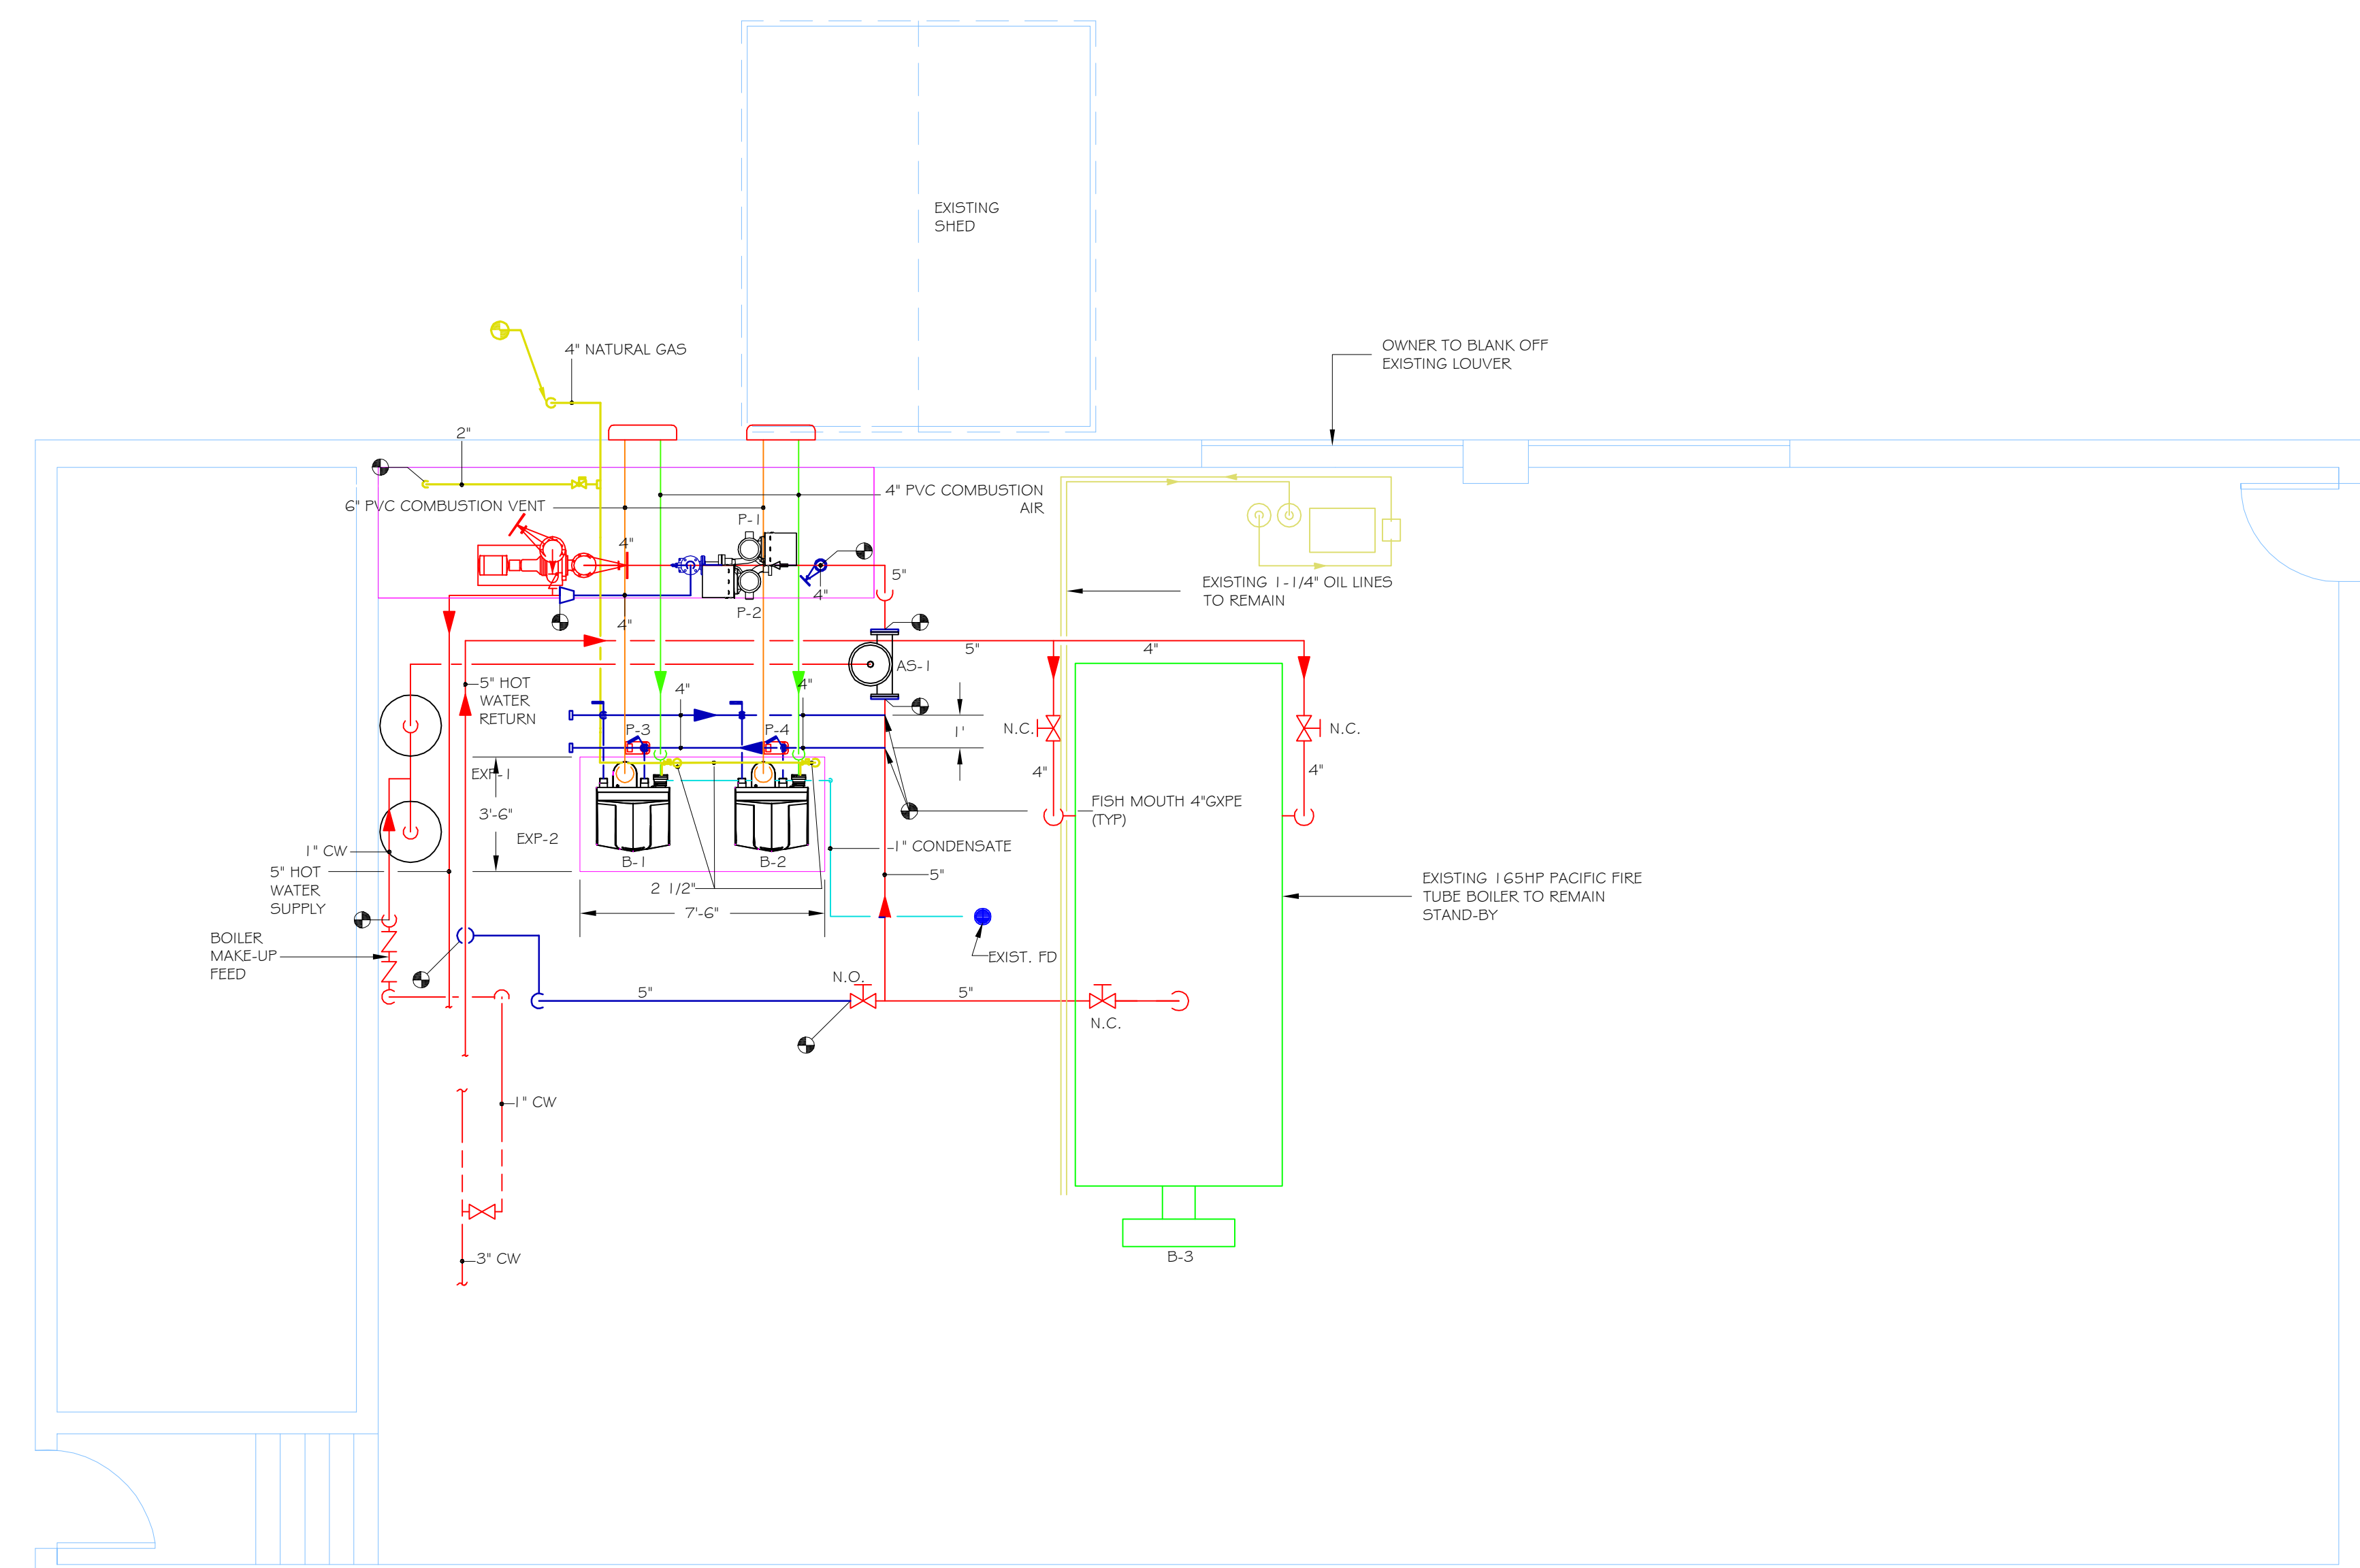 EXISTING
SHED
4" NATURAL GAS
OWNER TO BLANK OFF
EXISTING LOUVER
2"
6" PVC COMBUSTION VENT
4" PVC COMBUSTION
AIR
P-1
4"
5"
4"
P-2
4"
EXISTING 1-1/4" OIL LINES
TO REMAIN
5"
4"
AS-1
5" HOT
WATER
RETURN
4"
4"
P-3
P-4
1'
N.C.
N.C.
EXP-1
4"
4"
3'-6"
FISH MOUTH 4"GXPE
(TYP)
EXP-2
1" CW
B-1
B-2
1" CONDENSATE
5" HOT
WATER
SUPPLY
2 1/2"
5"
7'-6"
EXISTING 165HP PACIFIC FIRE
TUBE BOILER TO REMAIN
STAND-BY
BOILER
MAKE-UP
FEED
EXIST. FD
N.O.
5"
5"
N.C.
1" CW
3" CW
B-3